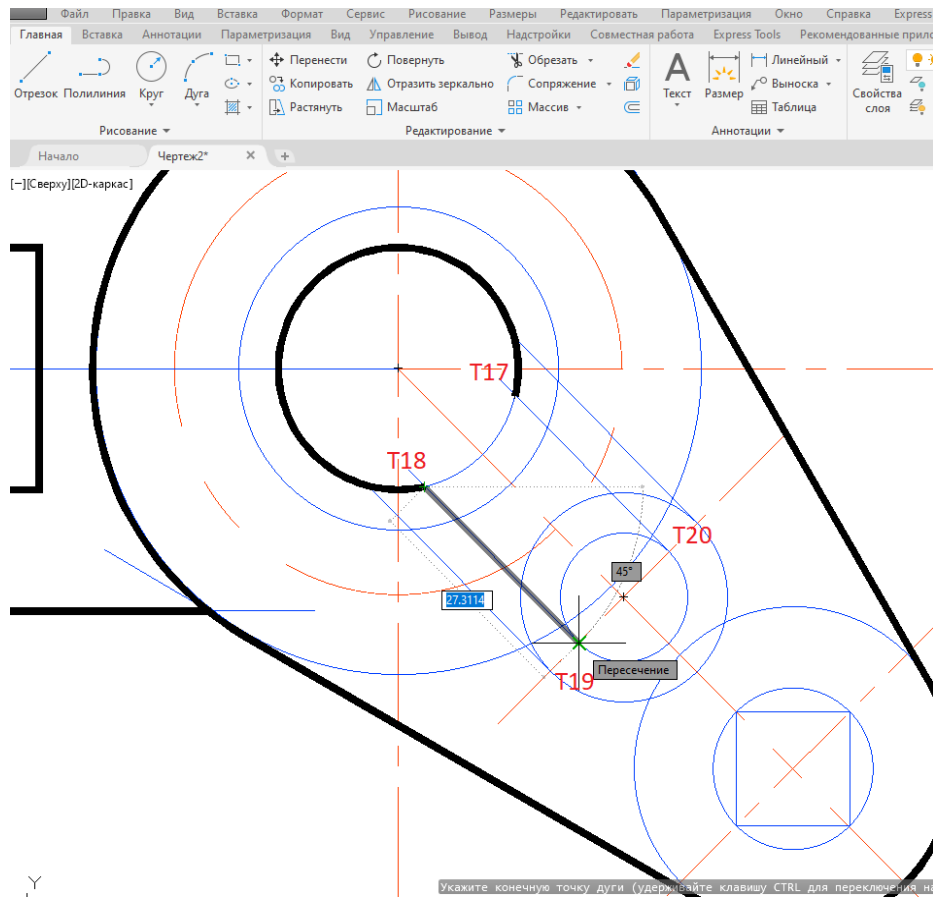 Файл Правка Вид Вставка Формат Сервис Рисование Размеры Редактировать Параметризация Окно Справка Express
Главная Вставка Аннотации Параметризация Вид Управление Вывод Надстройки Совместная работа Express Tools Рекомендованные прило
Перенести Повернуть Обрезать Линейный
Отрезок Полилиния Круг Дуга Копировать Отразить зеркально Сопряжение Текст Размер Выноска Свойства слоя
Растянуть Масштаб Массив Таблица
Рисование Редактирование Аннотации
Начало Чертеж2* +
[−][Сверху][2D-каркас]
T17
T18
T20
45°
27.3114
Пересечение
T19
Y
Укажите конечную точку дуги (удерживайте клавишу CTRL для переключения на